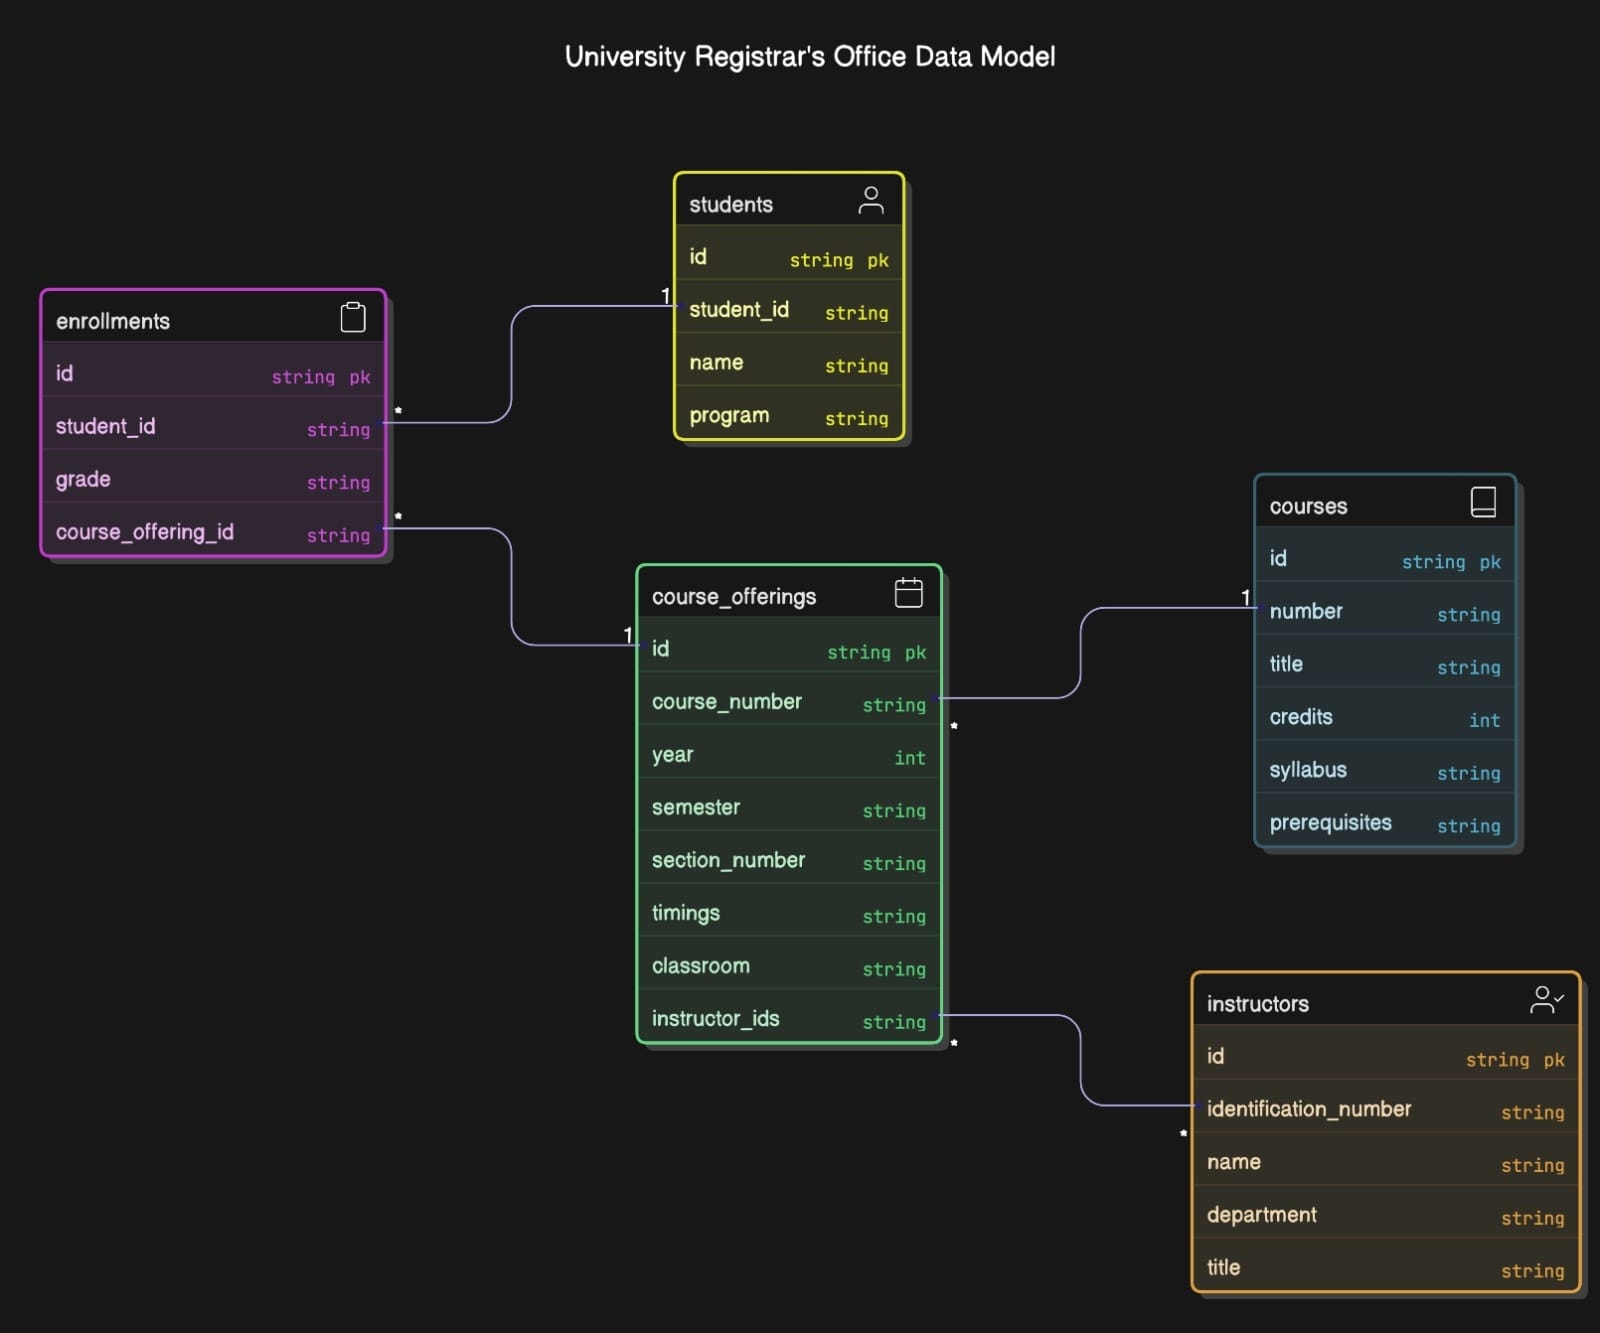 University Registrar's Office Data Model
students
id string pk
student_id string
name string
program string
enrollments
id string pk
student_id string
grade string
course_offering_id string
1
*
*
1
course_offerings
id string pk
course_number string
year int
semester string
section_number string
timings string
classroom string
instructor_ids string
*
1
courses
id string pk
number string
title string
credits int
syllabus string
prerequisites string
*
*
instructors
id string pk
identification_number string
name string
department string
title string